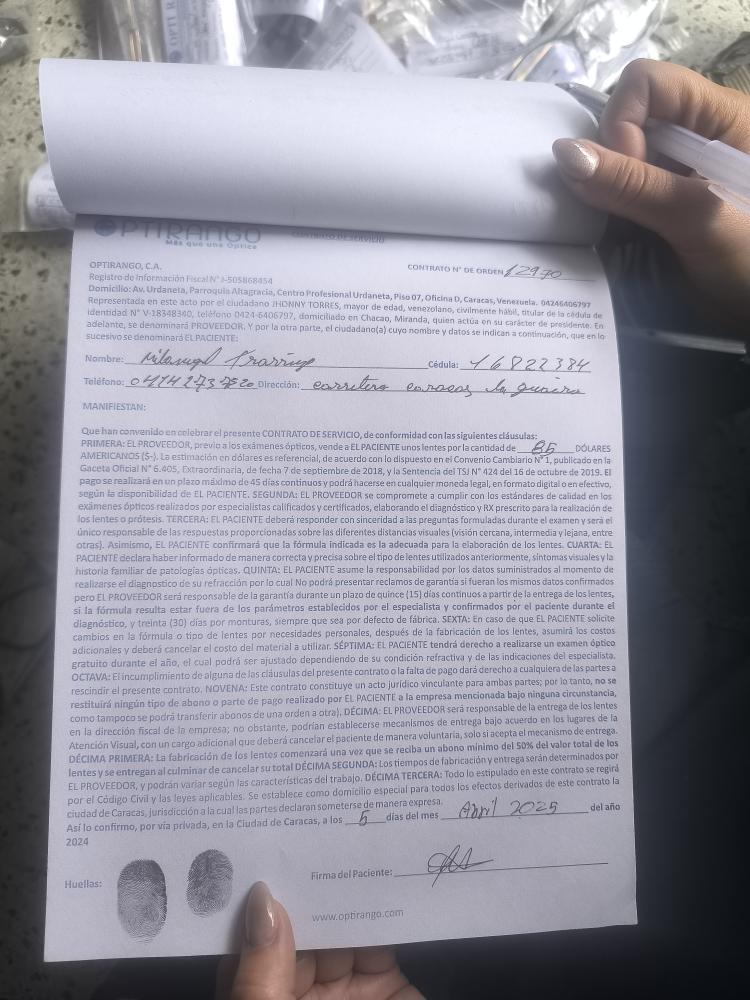 OPTIRANGO
Más que una Óptica
CONTRATO DE SERVICIO
OPTIRANGO, C.A.
CONTRATO N° DE ORDEN 12970
Registro de Información Fiscal N° J-505868454
Domicilio: Av. Urdaneta, Parroquia Altagracia, Centro Profesional Urdaneta, Piso 07, Oficina D, Caracas, Venezuela. 04246406797
Representada en este acto por el ciudadano JHONNY TORRES, mayor de edad, venezolano, civilmente hábil, titular de la cédula de
identidad N° V-18348340, teléfono 0424-6406797, domiciliado en Chacao, Miranda, quien actúa en su carácter de presidente. En
adelante, se denominará PROVEEDOR. Y por la otra parte, el ciudadano(a) cuyo nombre y datos se indican a continuación, que en lo
sucesivo se denominará EL PACIENTE:
Nombre: Cédula: 16822384
Teléfono: Dirección: carretera caracas la guaira
MANIFIESTAN:
Que han convenido en celebrar el presente CONTRATO DE SERVICIO, de conformidad con las siguientes cláusulas:
PRIMERA: EL PROVEEDOR, previo a los exámenes ópticos, vende a EL PACIENTE unos lentes por la cantidad de 85 DÓLARES
AMERICANOS ($-). La estimación en dólares es referencial, de acuerdo con lo dispuesto en el Convenio Cambiario N° 1, publicado en la
Gaceta Oficial N° 6.405, Extraordinaria, de fecha 7 de septiembre de 2018, y la Sentencia del TSJ N° 424 del 16 de octubre de 2019. El
pago se realizará en un plazo máximo de 45 días continuos y podrá hacerse en cualquier moneda legal, en formato digital o en efectivo,
según la disponibilidad de EL PACIENTE. SEGUNDA: EL PROVEEDOR se compromete a cumplir con los estándares de calidad en los
exámenes ópticos realizados por especialistas calificados y certificados, elaborando el diagnóstico y RX prescrito para la realización de
los lentes o prótesis. TERCERA: EL PACIENTE deberá responder con sinceridad a las preguntas formuladas durante el examen y será el
único responsable de las respuestas proporcionadas sobre las diferentes distancias visuales (visión cercana, intermedia y lejana, entre
otras). Asimismo, EL PACIENTE confirmará que la fórmula indicada es la adecuada para la elaboración de los lentes. CUARTA: EL
PACIENTE declara haber informado de manera correcta y precisa sobre el tipo de lentes utilizados anteriormente, síntomas visuales y la
historia familiar de patologías ópticas. QUINTA: EL PACIENTE asume la responsabilidad por los datos suministrados al momento de
realizarse el diagnostico de su refracción por lo cual No podrá presentar reclamos de garantía si fueran los mismos datos confirmados
pero EL PROVEEDOR será responsable de la garantía durante un plazo de quince (15) días continuos a partir de la entrega de los lentes,
si la fórmula resulta estar fuera de los parámetros establecidos por el especialista y confirmados por el paciente durante el
diagnóstico, y treinta (30) días por monturas, siempre que sea por defecto de fábrica. SEXTA: En caso de que EL PACIENTE solicite
cambios en la fórmula o tipo de lentes por necesidades personales, después de la fabricación de los lentes, asumirá los costos
adicionales y deberá cancelar el costo del material a utilizar. SÉPTIMA: EL PACIENTE tendrá derecho a realizarse un examen óptico
gratuito durante el año, el cual podrá ser ajustado dependiendo de su condición refractiva y de las indicaciones del especialista.
OCTAVA: El incumplimiento de alguna de las cláusulas del presente contrato o la falta de pago dará derecho a cualquiera de las partes a
rescindir el presente contrato. NOVENA: Este contrato constituye un acto jurídico vinculante para ambas partes; por lo tanto, no se
restituirá ningún tipo de abono o parte de pago realizado por EL PACIENTE a la empresa mencionada bajo ninguna circunstancia,
como tampoco se podrá transferir abonos de una orden a otra). DÉCIMA: EL PROVEEDOR será responsable de la entrega de los lentes
en la dirección fiscal de la empresa; no obstante, podrían establecerse mecanismos de entrega bajo acuerdo en los lugares de la
Atención Visual, con un cargo adicional que deberá cancelar el paciente de manera voluntaria, solo si acepta el mecanismo de entrega.
DÉCIMA PRIMERA: La fabricación de los lentes comenzará una vez que se reciba un abono mínimo del 50% del valor total de los
lentes y se entregan al culminar de cancelar su total DÉCIMA SEGUNDA: Los tiempos de fabricación y entrega serán determinados por
EL PROVEEDOR, y podrán variar según las características del trabajo. DÉCIMA TERCERA: Todo lo estipulado en este contrato se regirá
por el Código Civil y las leyes aplicables. Se establece como domicilio especial para todos los efectos derivados de este contrato la
ciudad de Caracas, jurisdicción a la cual las partes declaran someterse de manera expresa.
Así lo confirmo, por vía privada, en la Ciudad de Caracas, a los 5 días del mes Abril 2025 del año
2024
Huellas:
Firma del Paciente:
www.optirango.com